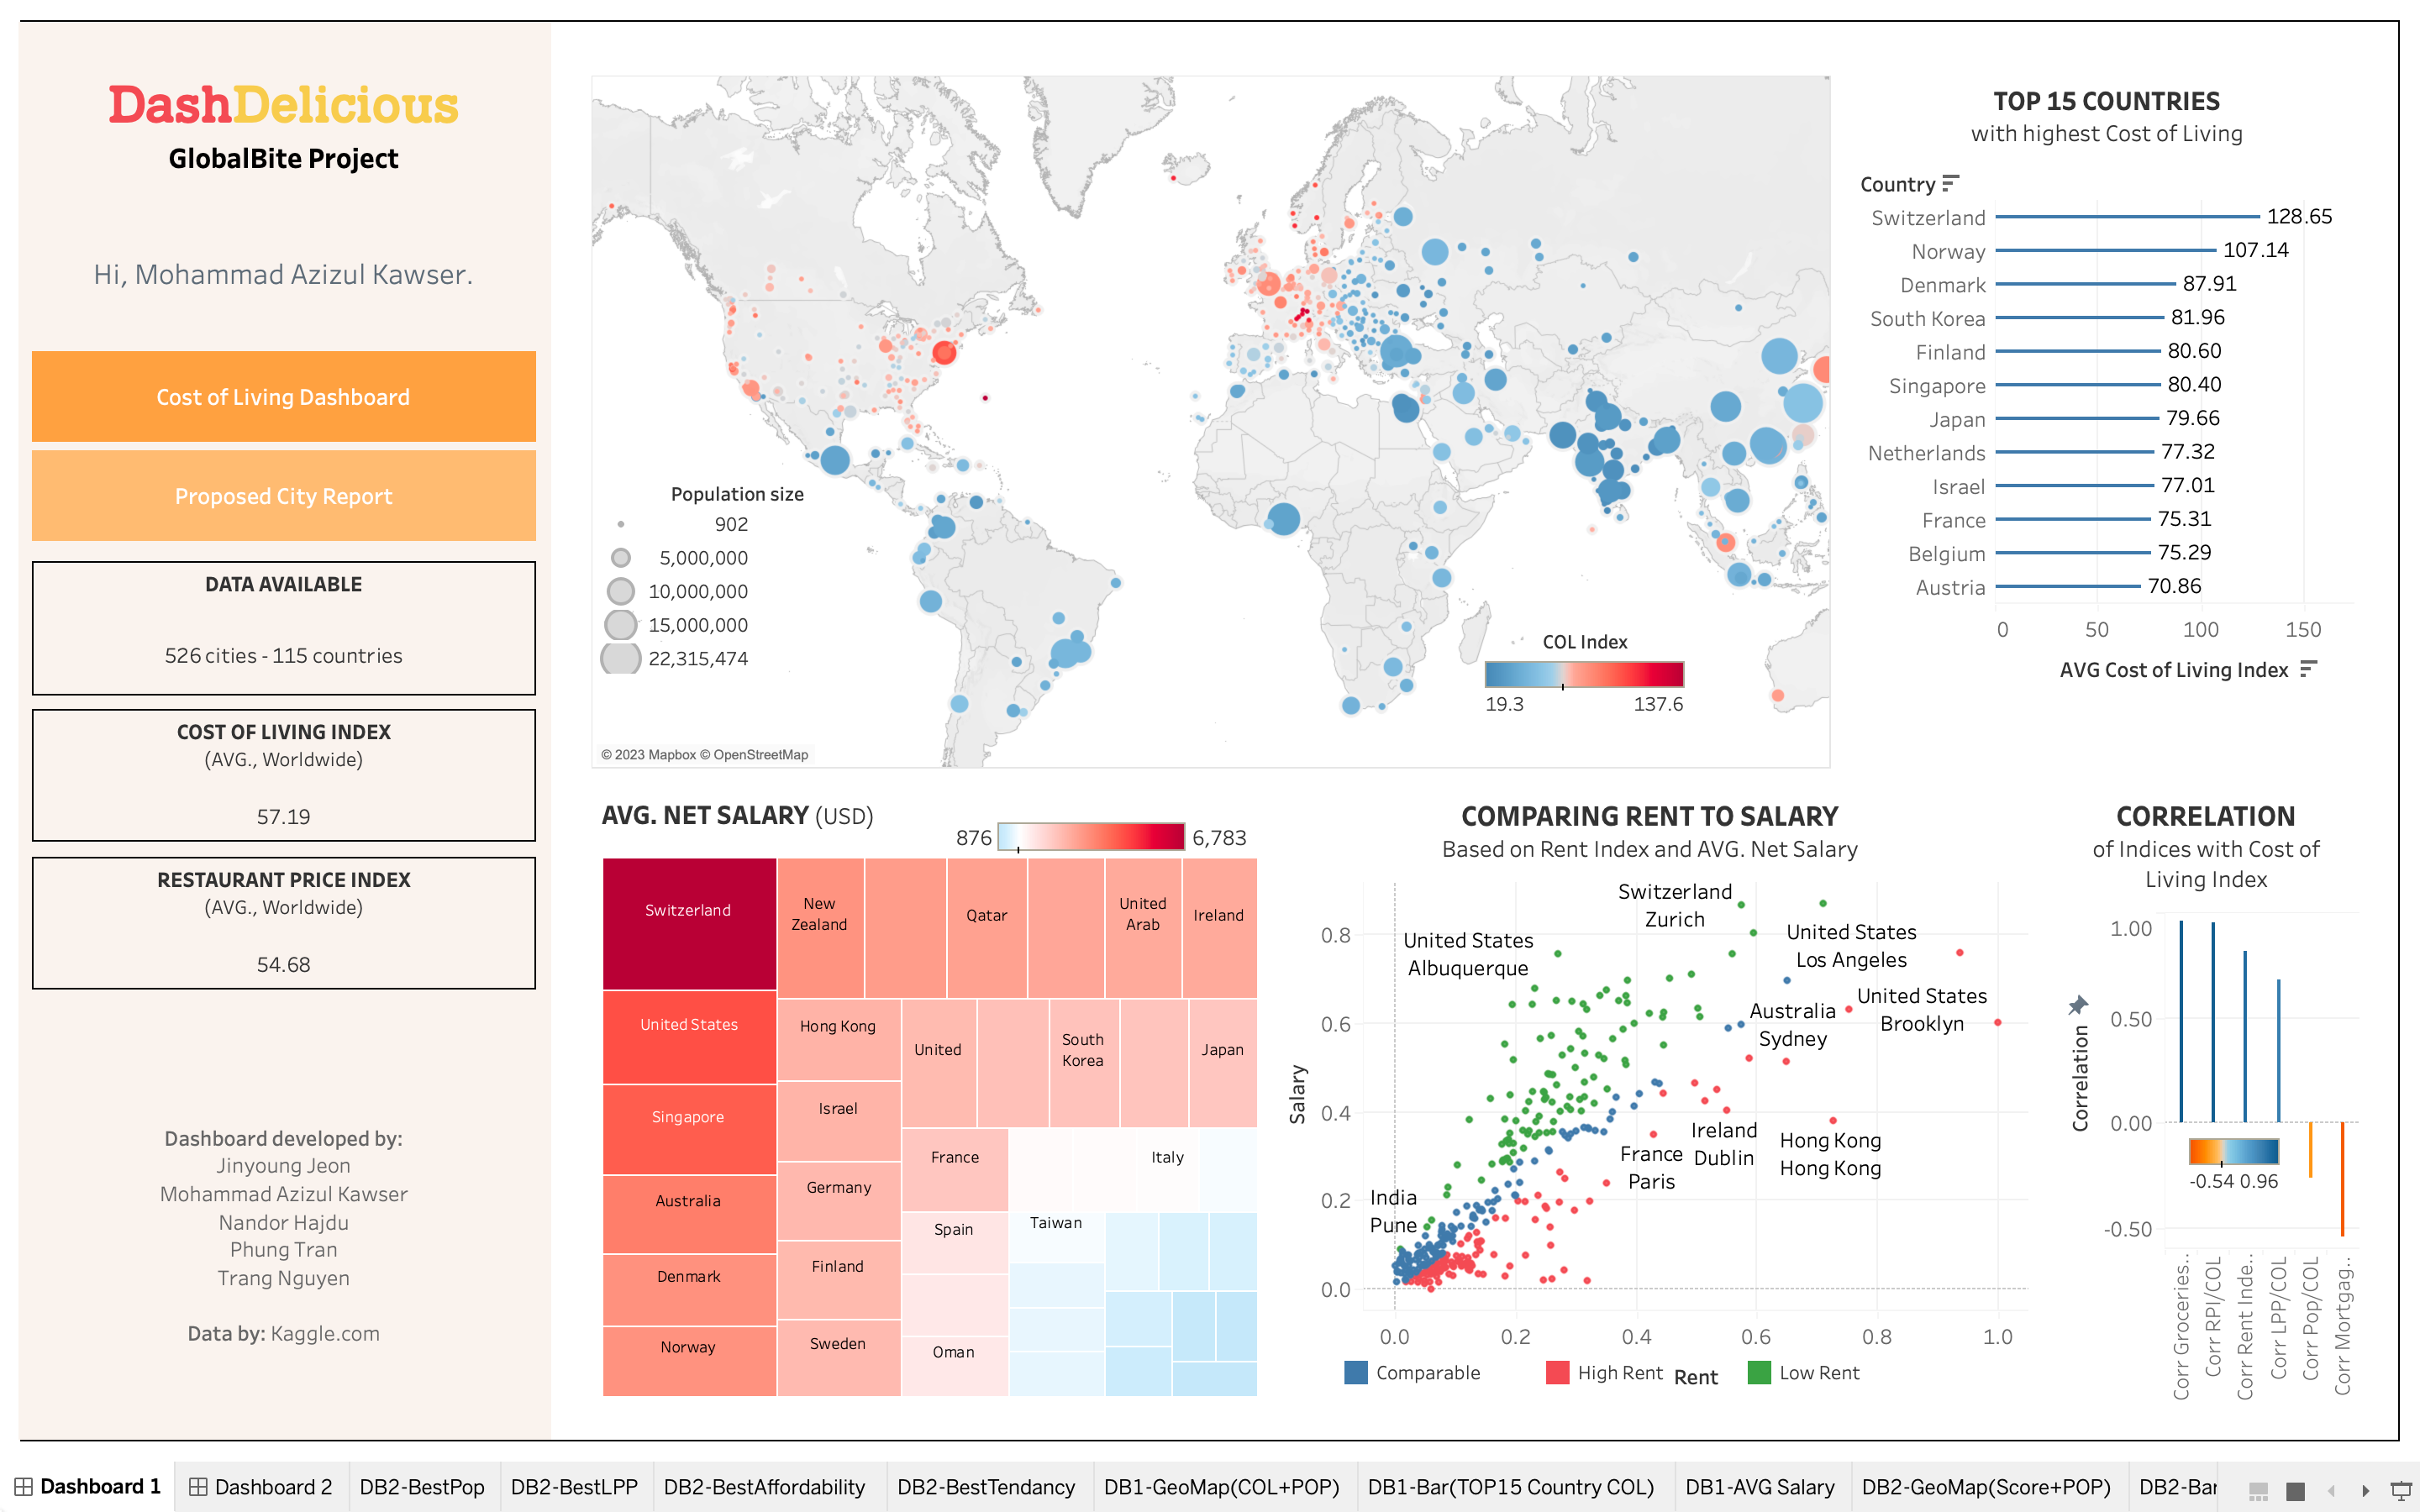 DashDelicious
GlobalBite Project
Hi, Mohammad Azizul Kawser.
Cost of Living Dashboard
Proposed City Report
DATA AVAILABLE
526 cities - 115 countries
COST OF LIVING INDEX
(AVG., Worldwide)
57.19
RESTAURANT PRICE INDEX
(AVG., Worldwide)
54.68
Dashboard developed by:
Jinyoung Jeon
Mohammad Azizul Kawser
Nandor Hajdu
Phung Tran
Trang Nguyen
Data by: Kaggle.com
Population size
902
5,000,000
10,000,000
15,000,000
22,315,474
COL Index
19.3 137.6
© 2023 Mapbox © OpenStreetMap
TOP 15 COUNTRIES
with highest Cost of Living
Country
Switzerland 128.65
Norway 107.14
Denmark 87.91
South Korea 81.96
Finland 80.60
Singapore 80.40
Japan 79.66
Netherlands 77.32
Israel 77.01
France 75.31
Belgium 75.29
Austria 70.86
0 50 100 150
AVG Cost of Living Index
AVG. NET SALARY (USD)
876 6,783
Switzerland
United States
Singapore
Australia
Denmark
Norway
New
Zealand
Qatar
United
Arab
Ireland
Hong Kong
Israel
Germany
Finland
Sweden
United
South
Korea
Japan
France
Spain
Oman
Italy
Taiwan
COMPARING RENT TO SALARY
Based on Rent Index and AVG. Net Salary
Salary
0.8
0.6
0.4
0.2
0.0
Switzerland
Zurich
United States
Albuquerque
United States
Los Angeles
United States
Brooklyn
Australia
Sydney
Ireland
Dublin
France
Paris
Hong Kong
Hong Kong
India
Pune
0.0 0.2 0.4 0.6 0.8 1.0
Comparable High Rent Rent Low Rent
CORRELATION
of Indices with Cost of
Living Index
Correlation
1.00
0.50
0.00
-0.50
-0.54 0.96
Corr Groceries..
Corr RPI/COL
Corr Rent Inde..
Corr LPP/COL
Corr Pop/COL
Corr Mortgag..
Dashboard 1 Dashboard 2 DB2-BestPop DB2-BestLPP DB2-BestAffordability DB2-BestTendancy DB1-GeoMap(COL+POP) DB1-Bar(TOP15 Country COL) DB1-AVG Salary DB2-GeoMap(Score+POP) DB2-Bar